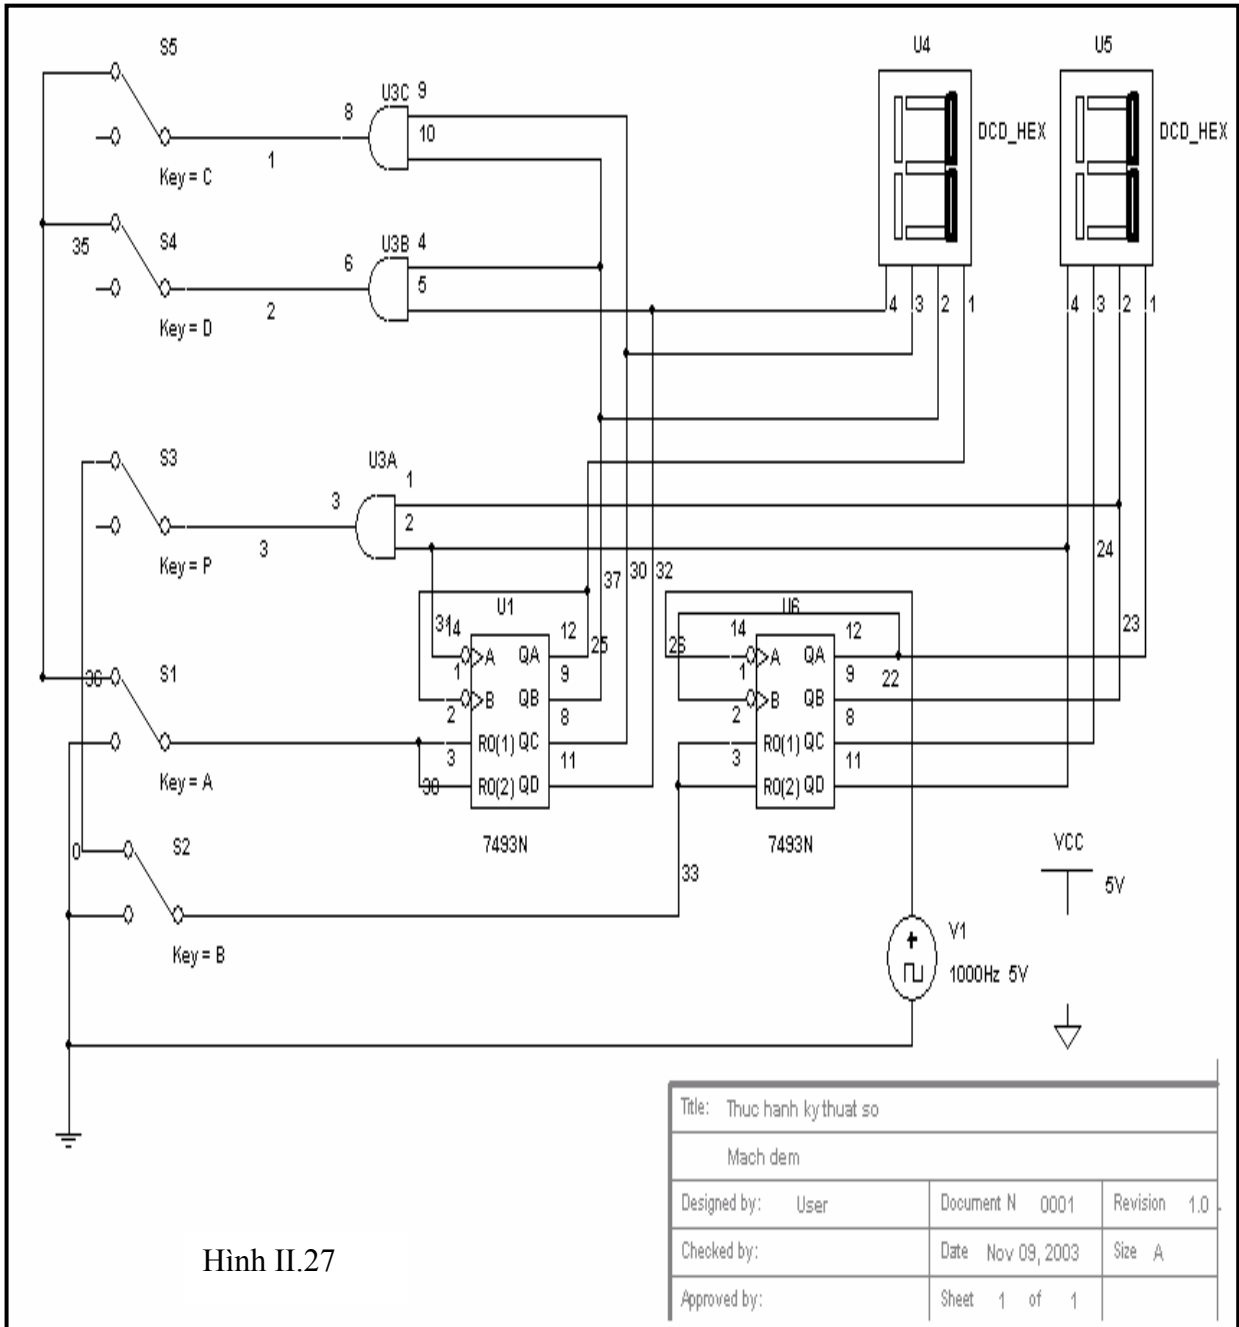 S5
U4
U5
U3C 9
8
10
DCD_HEX
DCD_HEX
1
Key = C
35
S4
U3B 4
6
5
2
Key = D
4 3 2 1
4 3 2 1
S3
U3A
1
3
2
3
Key = P
24
37 30 32
U1
U6
31
14
12
25
26
14
12
23
A QA
A QA
1
9
1
9
22
B QB
B QB
36
S1
2
8
2
8
R0(1) QC
R0(1) QC
3
11
3
11
Key = A
R0(2) QD
R0(2) QD
0
S2
7493N
7493N
VCC
33
5V
Key = B
V1
1000Hz 5V
Title: Thuc hanh ky thuat so
Mach dem
Designed by: User
Document N 0001
Revision 1.0
Checked by:
Date Nov 09, 2003
Size A
Approved by:
Sheet 1 of 1
Hình II.27